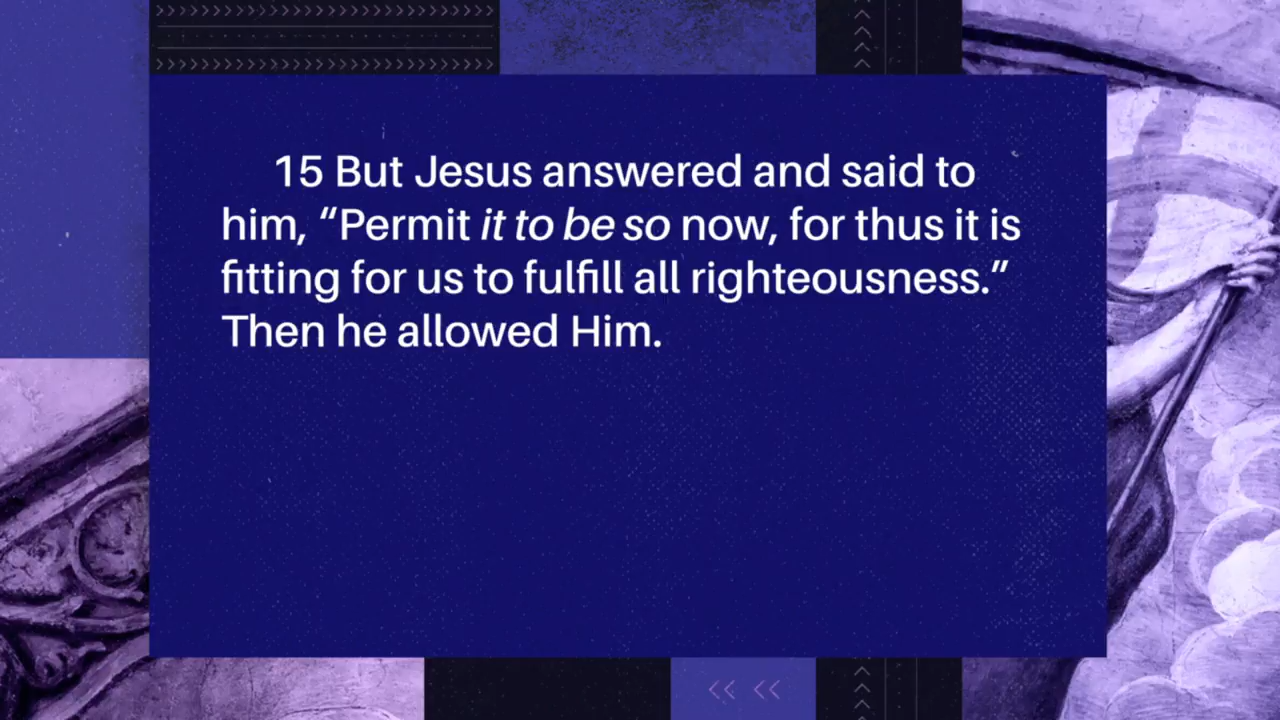 15 But Jesus answered and said to
him, “Permit it to be so now, for thus it is
fitting for us to fulfill all righteousness.”
Then he allowed Him.